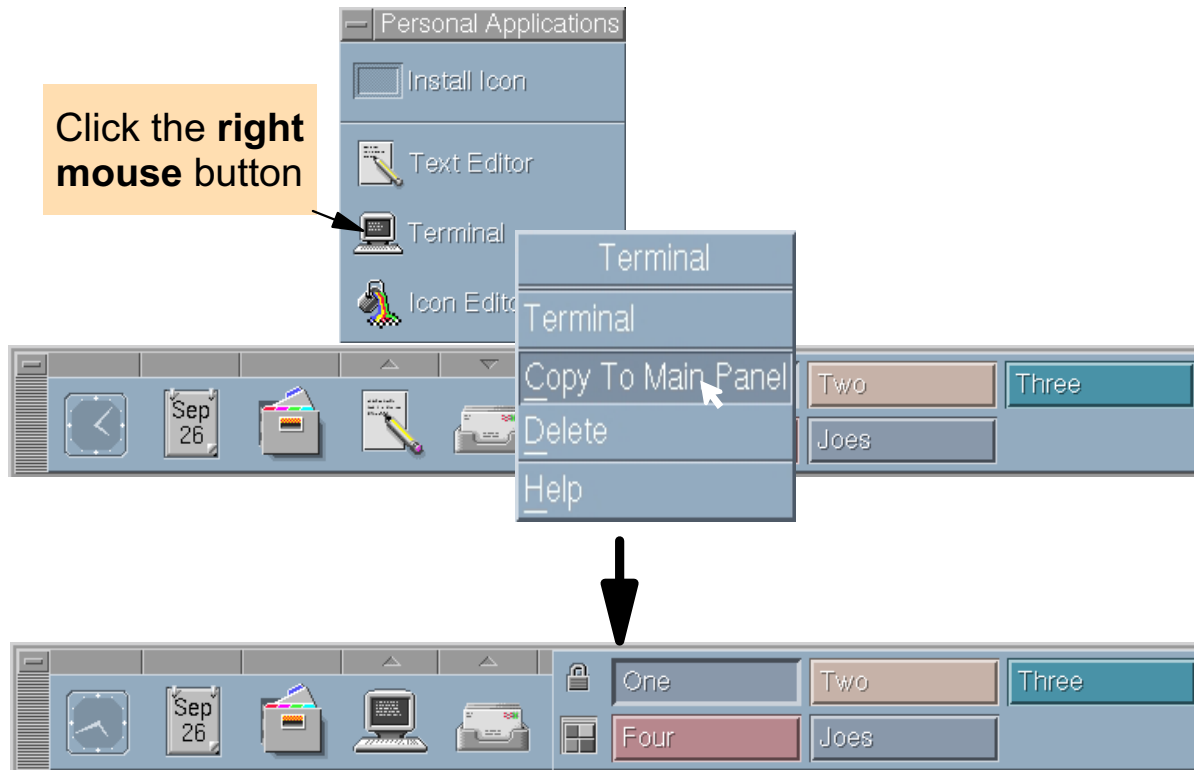 Personal Applications
Install Icon
Click the right
mouse button
Text Editor
Terminal
Terminal
Icon Edito
Terminal
Copy To Main Panel
Two
Three
Sep
26
Delete
Joes
Help
One
Two
Three
Sep
26
Four
Joes